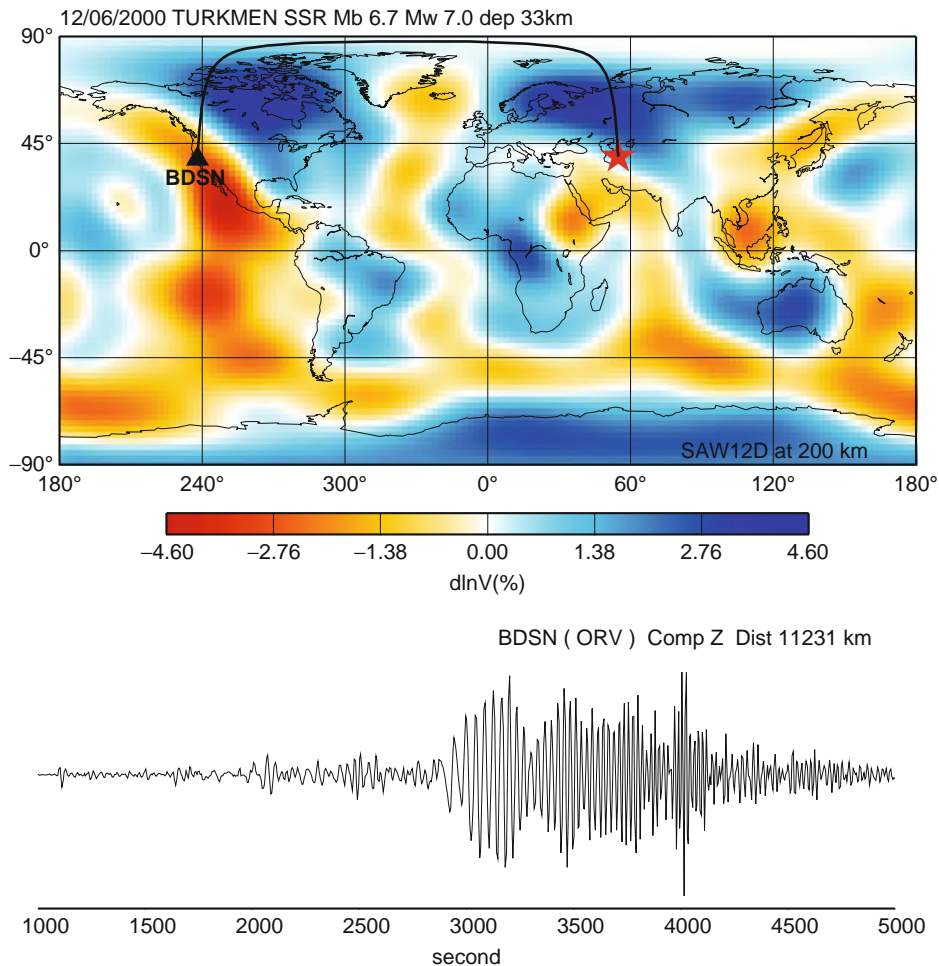 12/06/2000 TURKMEN SSR Mb 6.7 Mw 7.0 dep 33km
90°
45°
0°
−45°
−90°
BDSN
SAW12D at 200 km
180° 240° 300° 0° 60° 120° 180°
−4.60 −2.76 −1.38 0.00 1.38 2.76 4.60
dlnV(%)
BDSN ( ORV ) Comp Z Dist 11231 km
1000 1500 2000 2500 3000 3500 4000 4500 5000
second